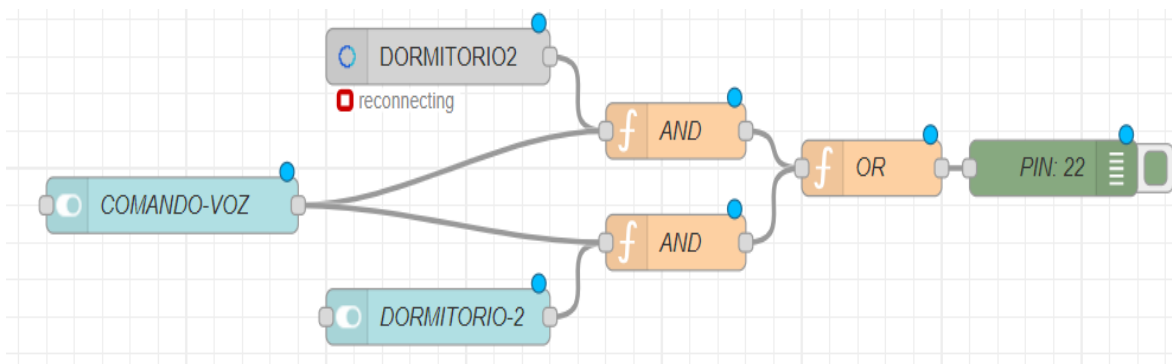 DORMITORIO2
reconnecting
AND
OR
PIN: 22
COMANDO-VOZ
AND
DORMITORIO-2